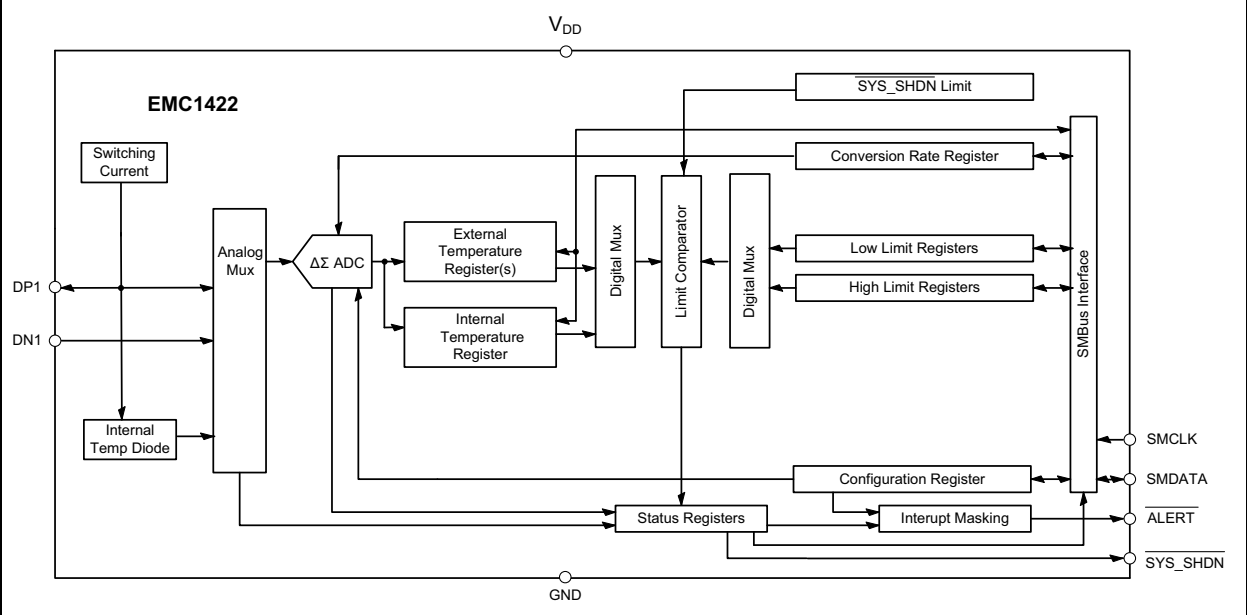 VDD
EMC1422
SYS_SHDN Limit
Switching
Current
Conversion Rate Register
Analog
Mux
ΔΣ ADC
External
Temperature
Register(s)
Digital Mux
Limit Comparator
Digital Mux
Low Limit Registers
High Limit Registers
SMBus Interface
DP1
DN1
Internal
Temperature
Register
Internal
Temp Diode
SMCLK
Configuration Register
SMDATA
Status Registers
Interupt Masking
ALERT
SYS_SHDN
GND